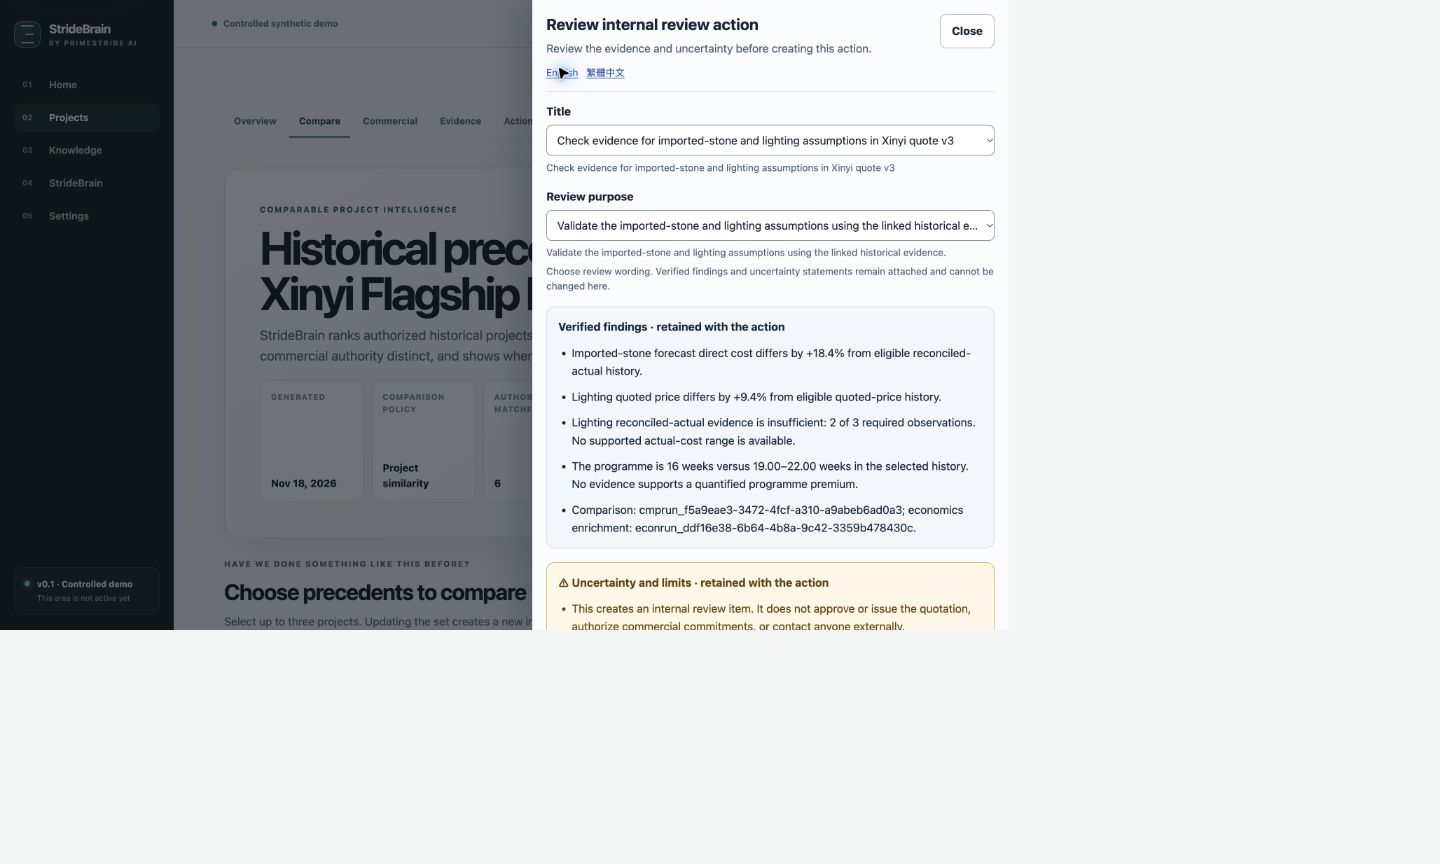 StrideBrain
BY PRIMESTRIDE AI
01 Home
02 Projects
03 Knowledge
04 StrideBrain
05 Settings
v0.1 · Controlled demo
This area is not active yet
Controlled synthetic demo
Overview Compare Commercial Evidence Action
COMPARABLE PROJECT INTELLIGENCE
Historical prece
Xinyi Flagship
StrideBrain ranks authorized historical projects
commercial authority distinct, and shows wher
GENERATED
Nov 18, 2026
COMPARISON
POLICY
Project
similarity
AUTHOR
MATCHE
6
HAVE WE DONE SOMETHING LIKE THIS BEFORE?
Choose precedents to compare
Select up to three projects. Updating the set creates a new in
Review internal review action
Close
Review the evidence and uncertainty before creating this action.
English 繁體中文
Title
Check evidence for imported-stone and lighting assumptions in Xinyi quote v3
Check evidence for imported-stone and lighting assumptions in Xinyi quote v3
Review purpose
Validate the imported-stone and lighting assumptions using the linked historical e...
Validate the imported-stone and lighting assumptions using the linked historical evidence.
Choose review wording. Verified findings and uncertainty statements remain attached and cannot be
changed here.
Verified findings · retained with the action
• Imported-stone forecast direct cost differs by +18.4% from eligible reconciled-
actual history.
• Lighting quoted price differs by +9.4% from eligible quoted-price history.
• Lighting reconciled-actual evidence is insufficient: 2 of 3 required observations.
No supported actual-cost range is available.
• The programme is 16 weeks versus 19.00–22.00 weeks in the selected history.
No evidence supports a quantified programme premium.
• Comparison: cmprun_f5a9eae3-3472-4fcf-a310-a9abeb6ad0a3; economics
enrichment: econrun_ddf16e38-6b64-4b8a-9c42-3359b478430c.
⚠ Uncertainty and limits · retained with the action
• This creates an internal review item. It does not approve or issue the quotation,
authorize commercial commitments, or contact anyone externally.